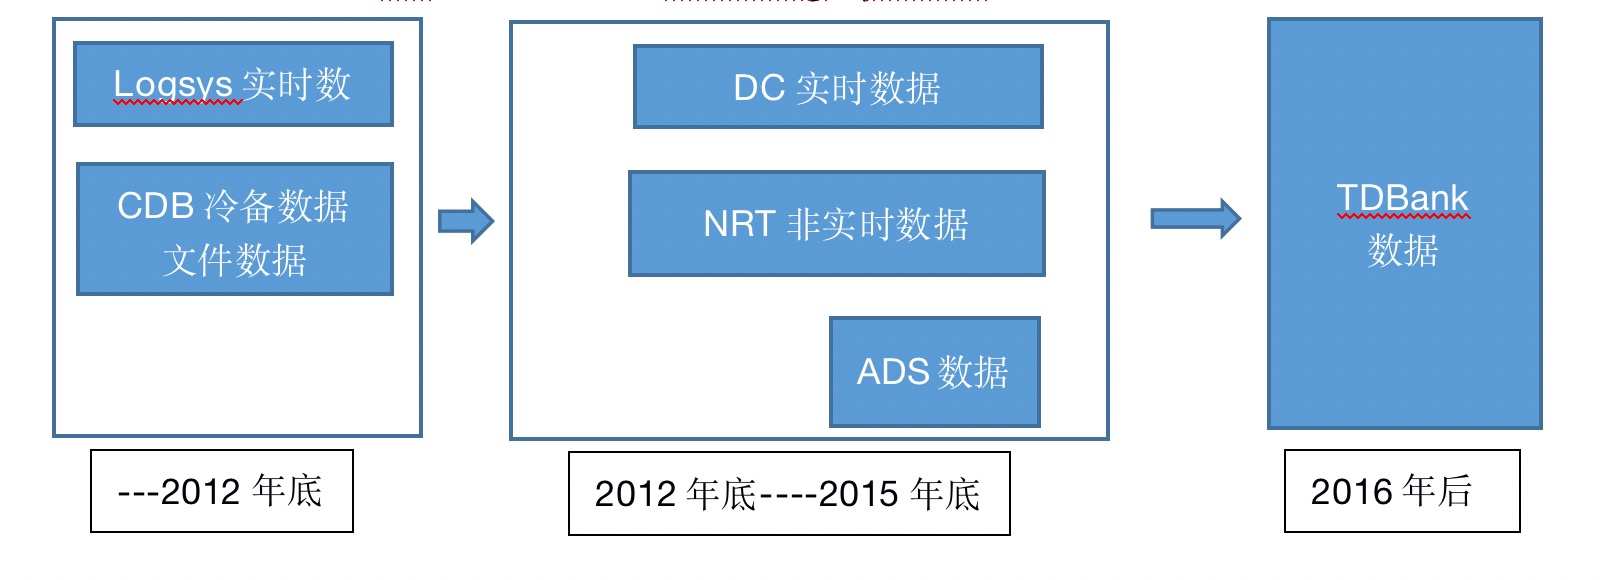 Logsys 实时数
CDB 冷备数据
文件数据
---2012 年底
DC 实时数据
NRT 非实时数据
ADS 数据
2012 年底----2015 年底
TDBank
数据
2016 年后